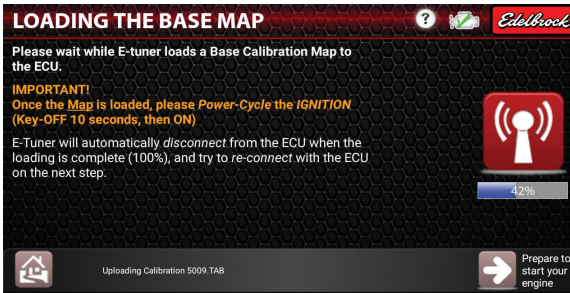 LOADING THE BASE MAP
?
Edelbrock
Please wait while E-tuner loads a Base Calibration Map to
the ECU.
IMPORTANT!
Once the Map is loaded, please Power-Cycle the IGNITION
(Key-OFF 10 seconds, then ON)
E-Tuner will automatically disconnect from the ECU when the
loading is complete (100%), and try to re-connect with the ECU
on the next step.
42%
Uploading Calibration 5009.TAB
Prepare to
start your
engine